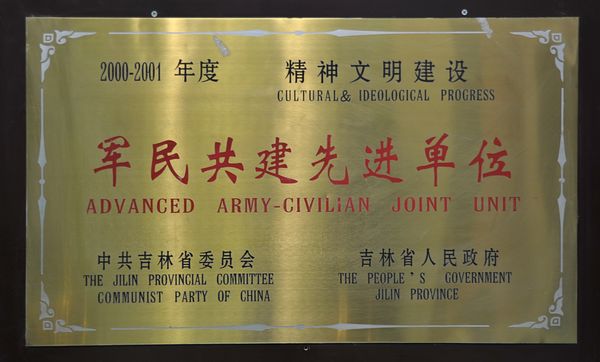 2000-2001 年度 精神文明建设
CULTURAL& IDEOLOGICAL PROGRESS
军民共建先进单位
ADVANCED ARMY-CIVILIAN JOINT UNIT
中共吉林省委员会
THE JILIN PROVINCIAL COMMITTEE
COMMUNIST PARTY OF CHINA
吉林省人民政府
THE PEOPLE'S GOVERNMENT
JILIN PROVINCE